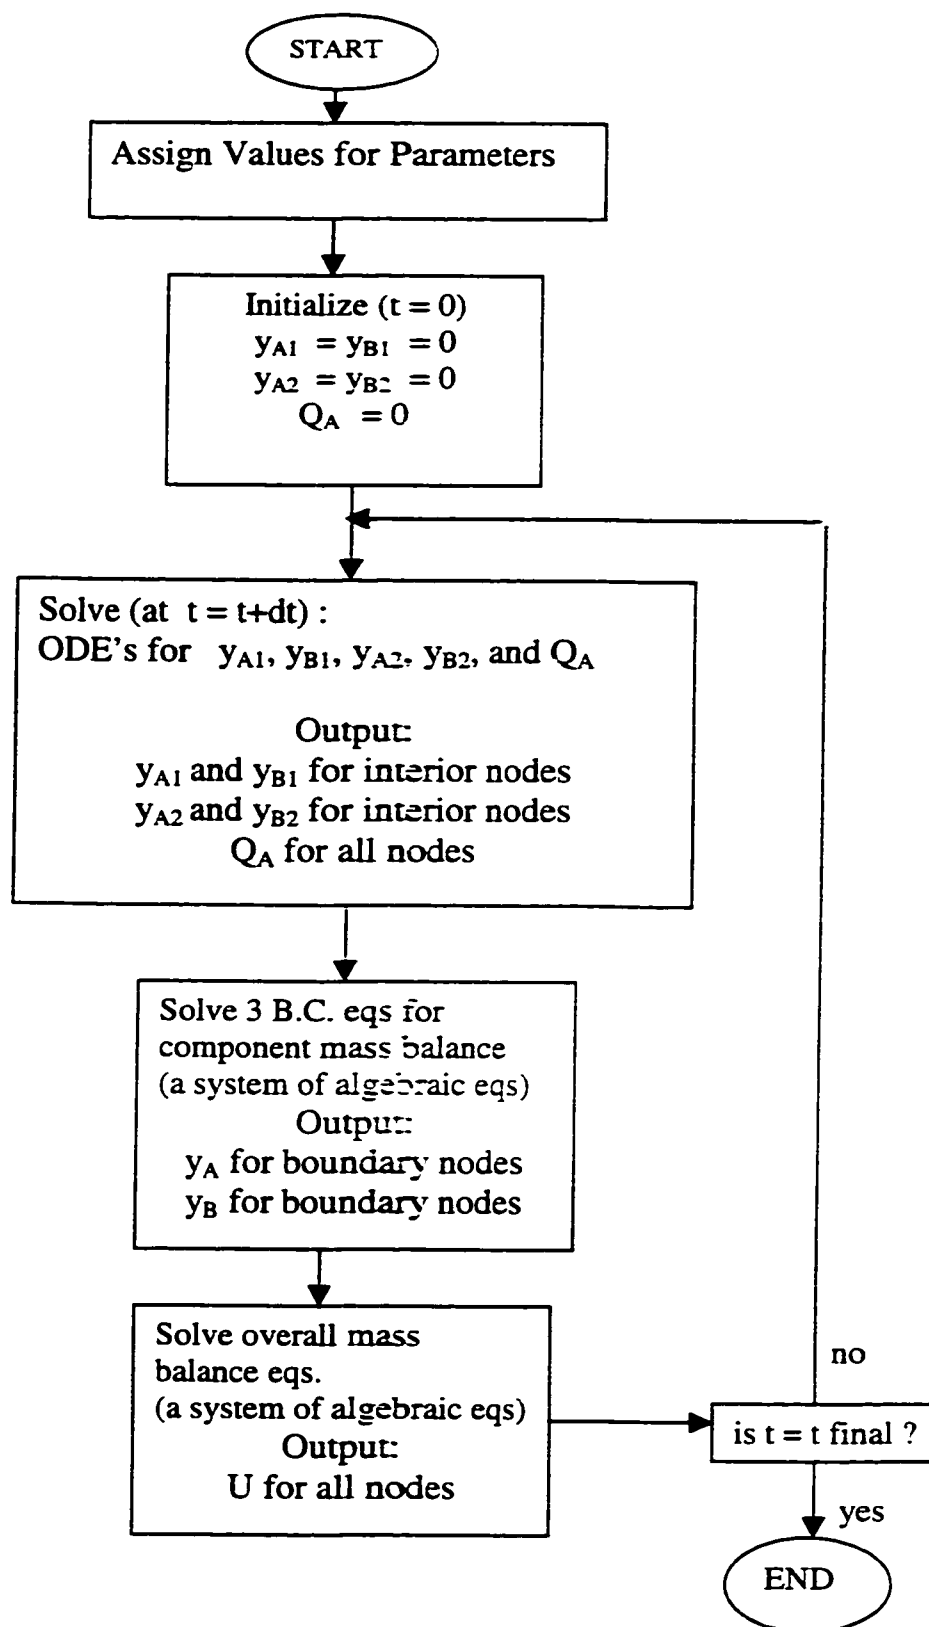 START
Assign Values for Parameters
Initialize (t = 0)
yA1 = yB1 = 0
yA2 = yB2 = 0
QA = 0
Solve (at t = t+dt) :
ODE's for yA1, yB1, yA2, yB2, and QA
Output:
yA1 and yB1 for interior nodes
yA2 and yB2 for interior nodes
QA for all nodes
Solve 3 B.C. eqs for
component mass balance
(a system of algebraic eqs)
Output:
yA for boundary nodes
yB for boundary nodes
Solve overall mass
balance eqs.
(a system of algebraic eqs)
Output:
U for all nodes
no
is t = t final ?
yes
END